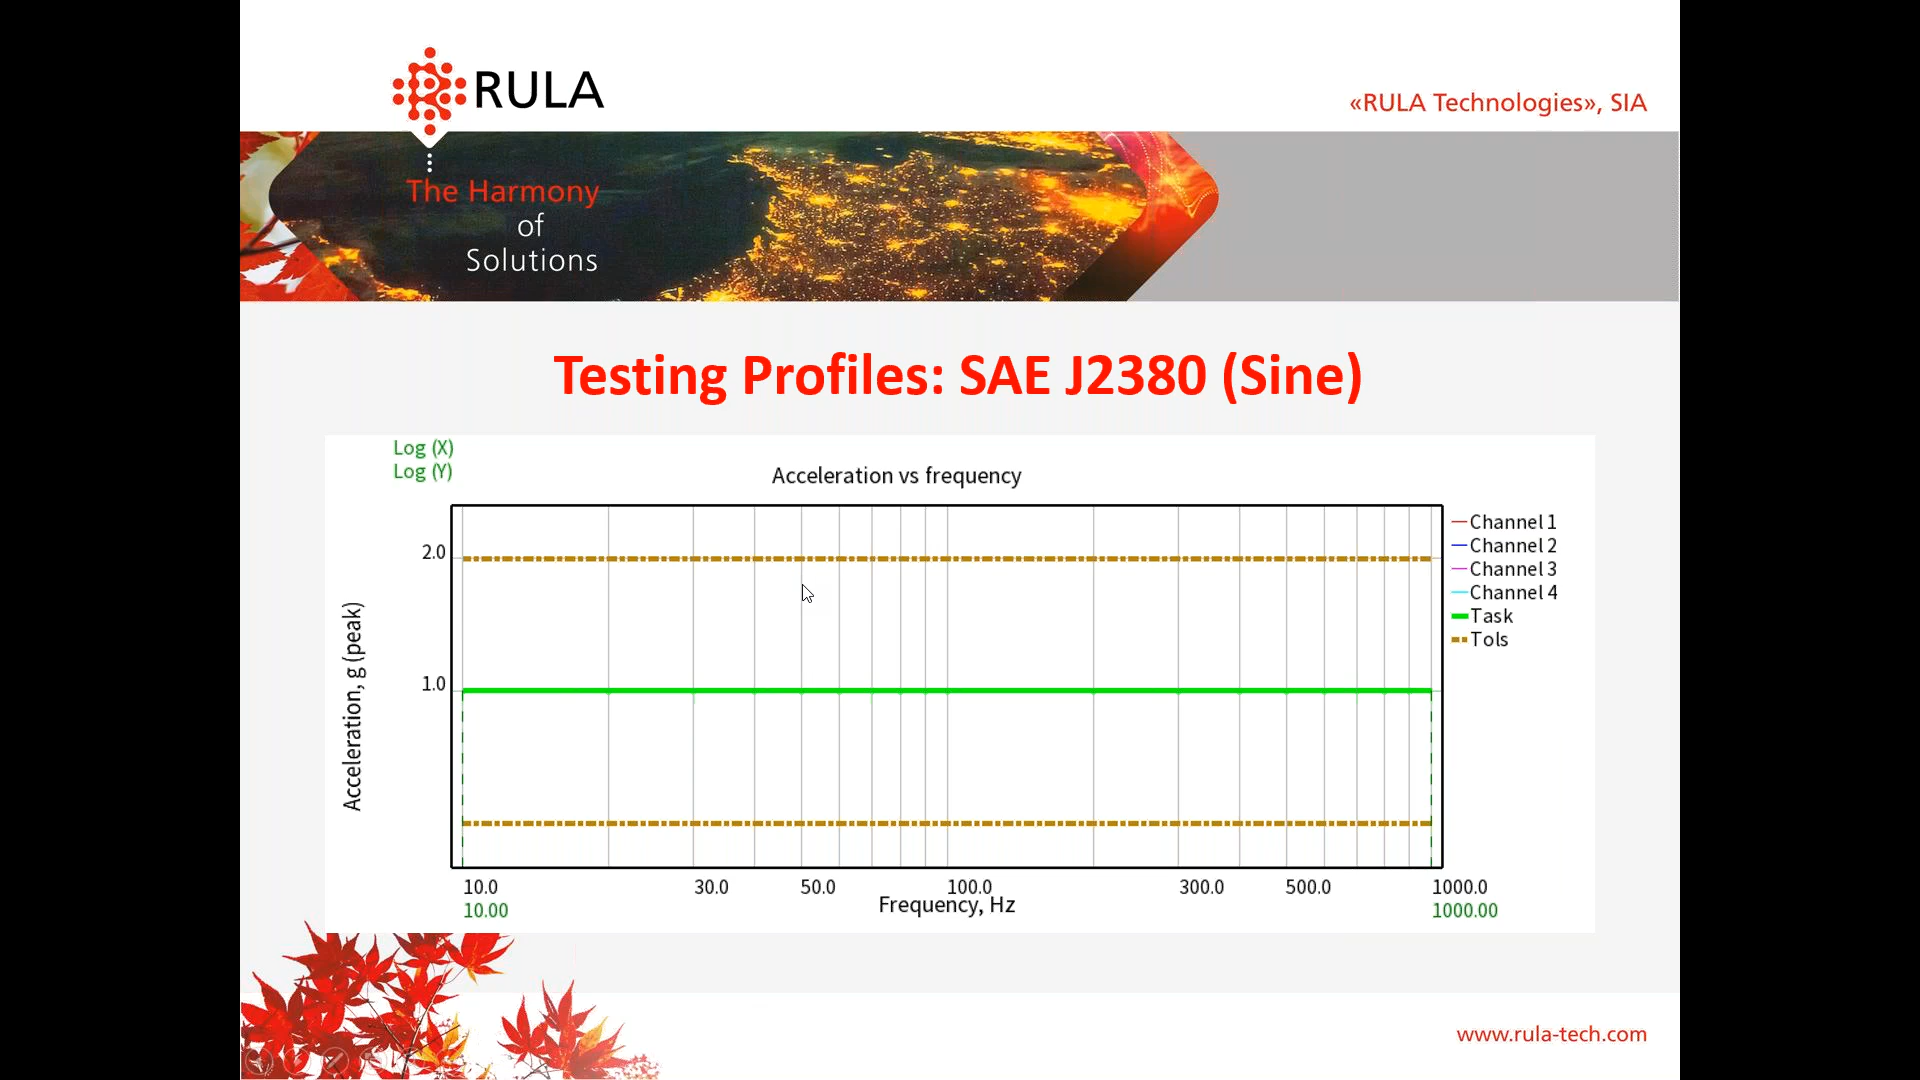 RULA
«RULA Technologies», SIA
The Harmony
of
Solutions
Testing Profiles: SAE J2380 (Sine)
Log (X)
Log (Y)
Acceleration vs frequency
Acceleration, g (peak)
2.0
1.0
Channel 1
Channel 2
Channel 3
Channel 4
Task
Tols
10.0 30.0 50.0 100.0 300.0 500.0 1000.0
Frequency, Hz
10.00 1000.00
www.rula-tech.com